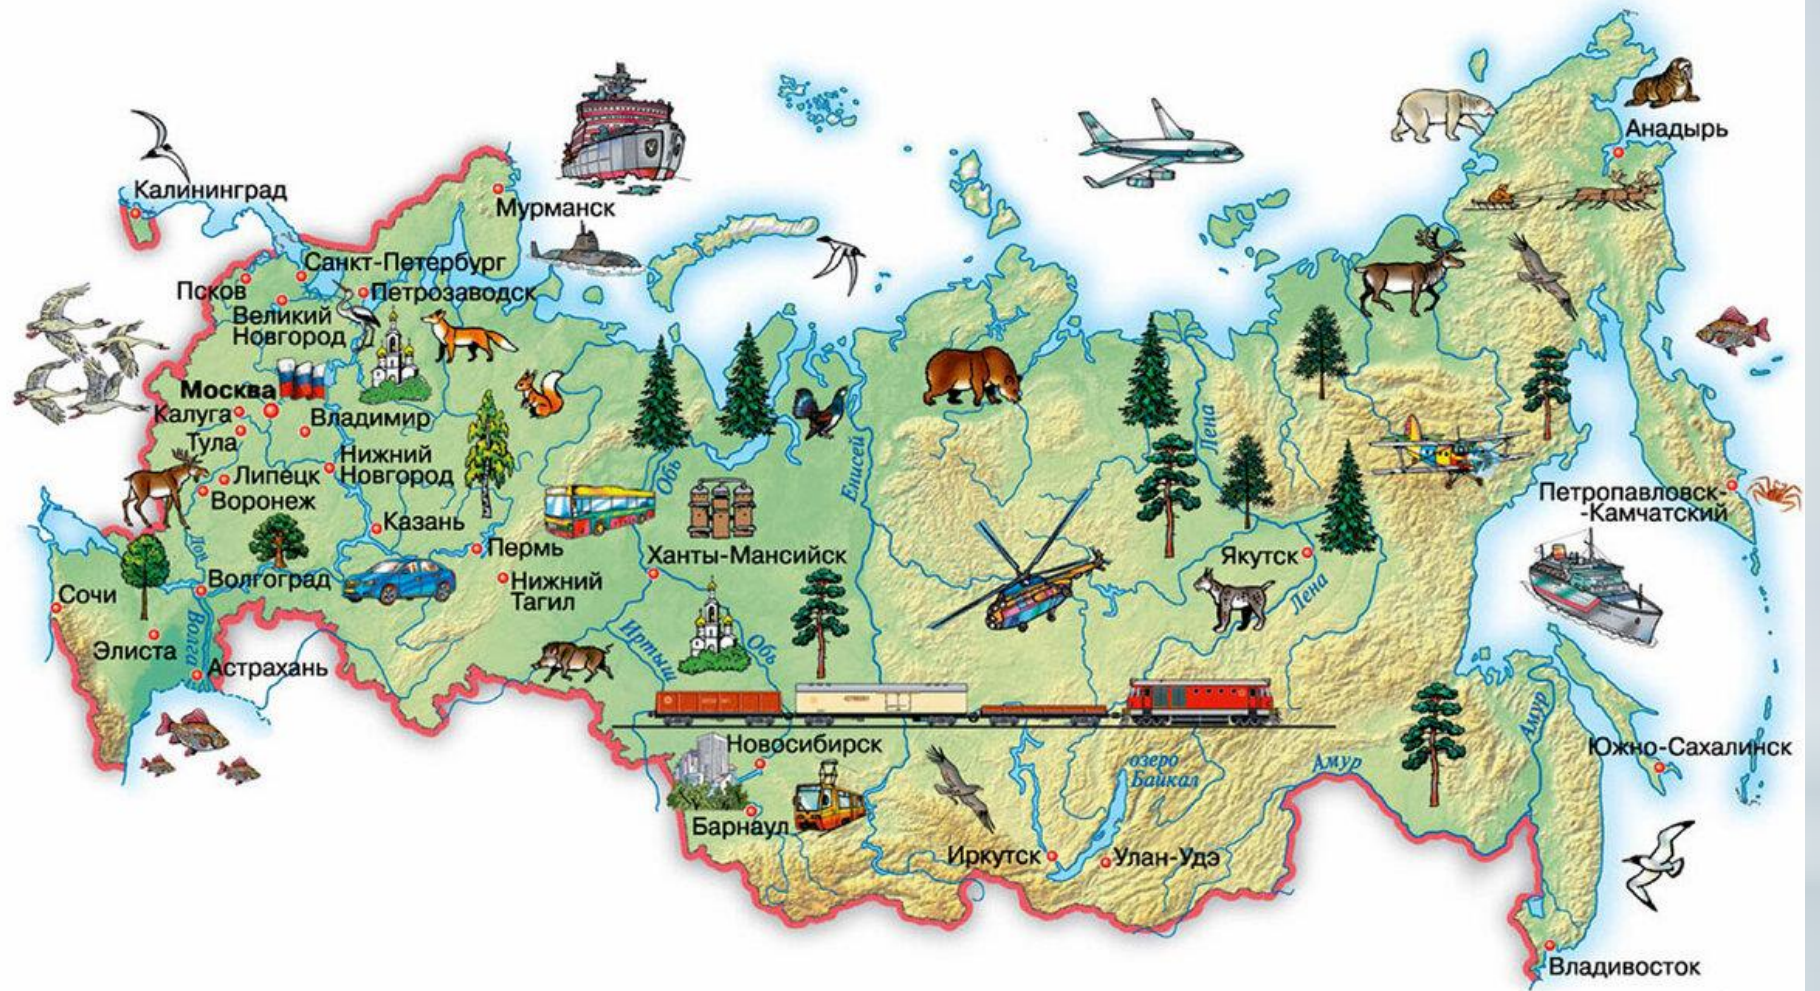 Анадырь
Калининград
Мурманск
Санкт-Петербург
Псков
Петрозаводск
Великий
Новгород
Москва
Калуга
Владимир
Тула
Нижний
Новгород
Липецк
Воронеж
Казань
Пермь
Дон
Волгоград
Нижний
Тагил
Сочи
Элиста
Волга
Астрахань
Обь
Енисей
Ханты-Мансийск
Иртыш
Обь
Лена
Якутск
Лена
Петропавловск-
-Камчатский
Новосибирск
Барнаул
озеро
Байкал
Иркутск
Улан-Удэ
Амур
Амур
Южно-Сахалинск
Владивосток